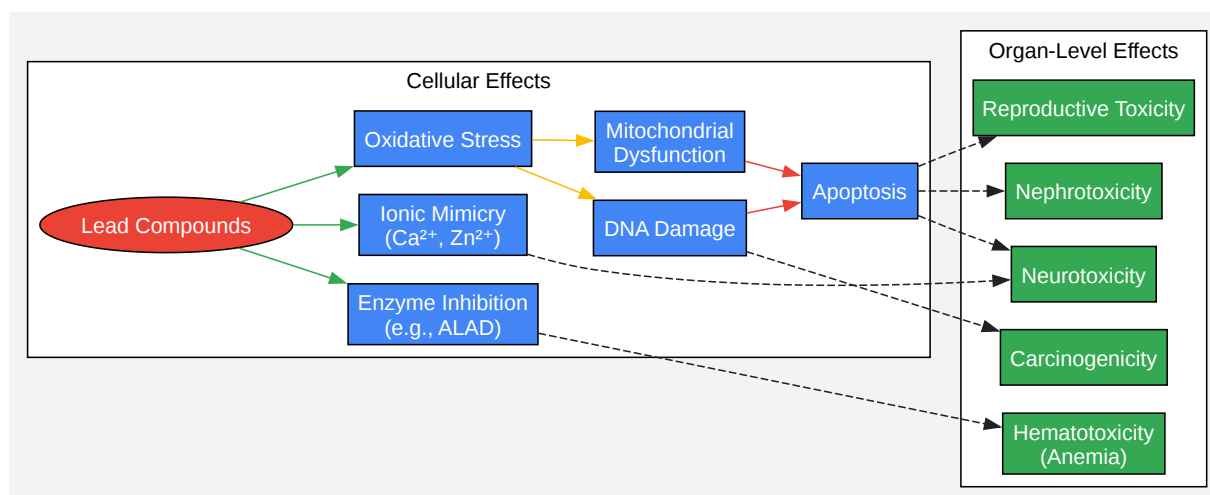 Cellular Effects
Lead Compounds
Oxidative Stress
Ionic Mimicry
(Ca²⁺, Zn²⁺)
Enzyme Inhibition
(e.g., ALAD)
Mitochondrial
Dysfunction
DNA Damage
Apoptosis
Organ-Level Effects
Reproductive Toxicity
Nephrotoxicity
Neurotoxicity
Carcinogenicity
Hematotoxicity
(Anemia)